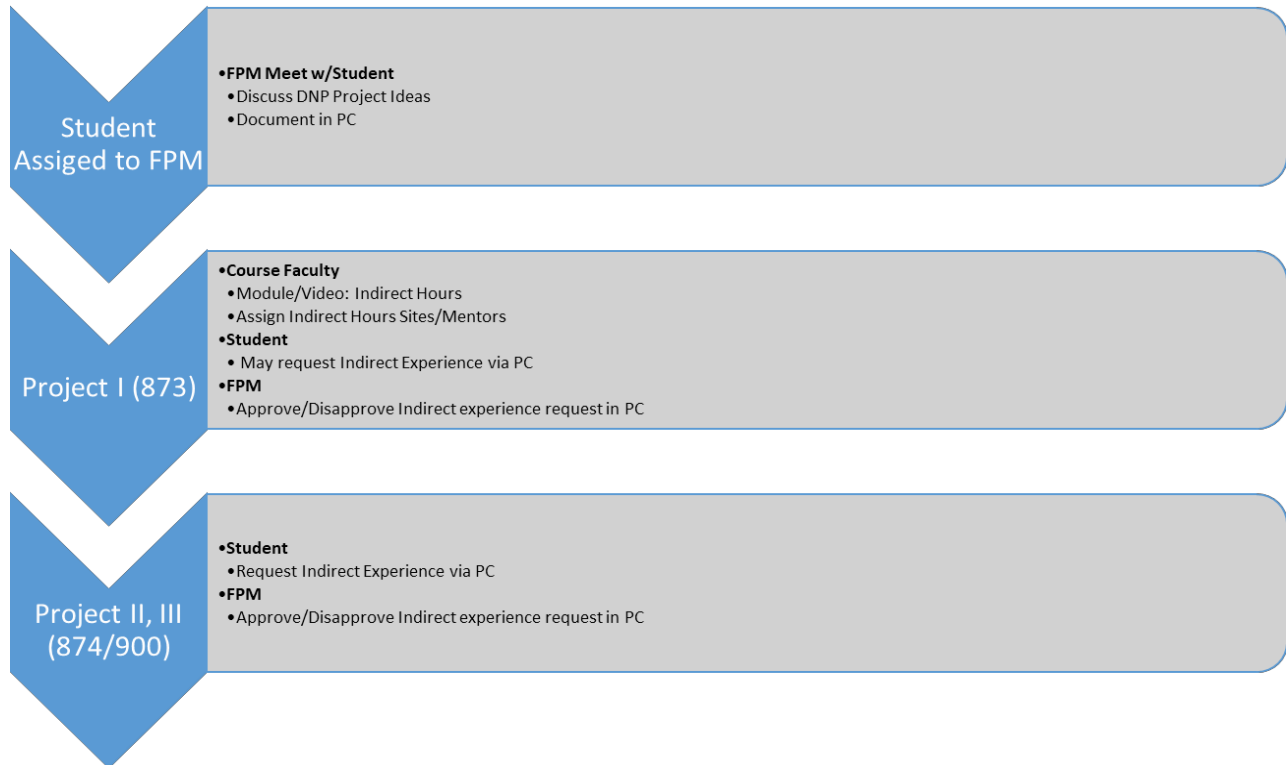 Student
Assiged to FPM
•FPM Meet w/Student
•Discuss DNP Project Ideas
•Document in PC
Project I (873)
•Course Faculty
•Module/Video: Indirect Hours
•Assign Indirect Hours Sites/Mentors
•Student
• May request Indirect Experience via PC
•FPM
•Approve/Disapprove Indirect experience request in PC
Project II, III
(874/900)
•Student
•Request Indirect Experience via PC
•FPM
•Approve/Disapprove Indirect experience request in PC